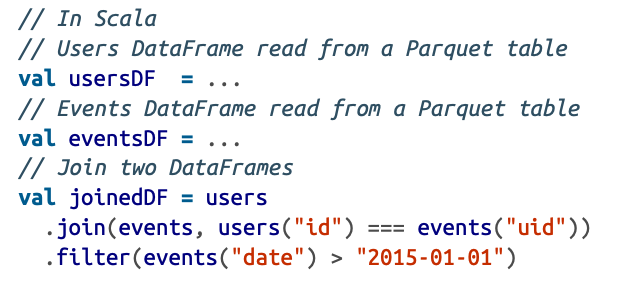 // In Scala
// Users DataFrame read from a Parquet table
val usersDF  = ...
// Events DataFrame read from a Parquet table
val eventsDF = ...
// Join two DataFrames
val joinedDF = users
  .join(events, users("id") === events("uid"))
  .filter(events("date") > "2015-01-01")